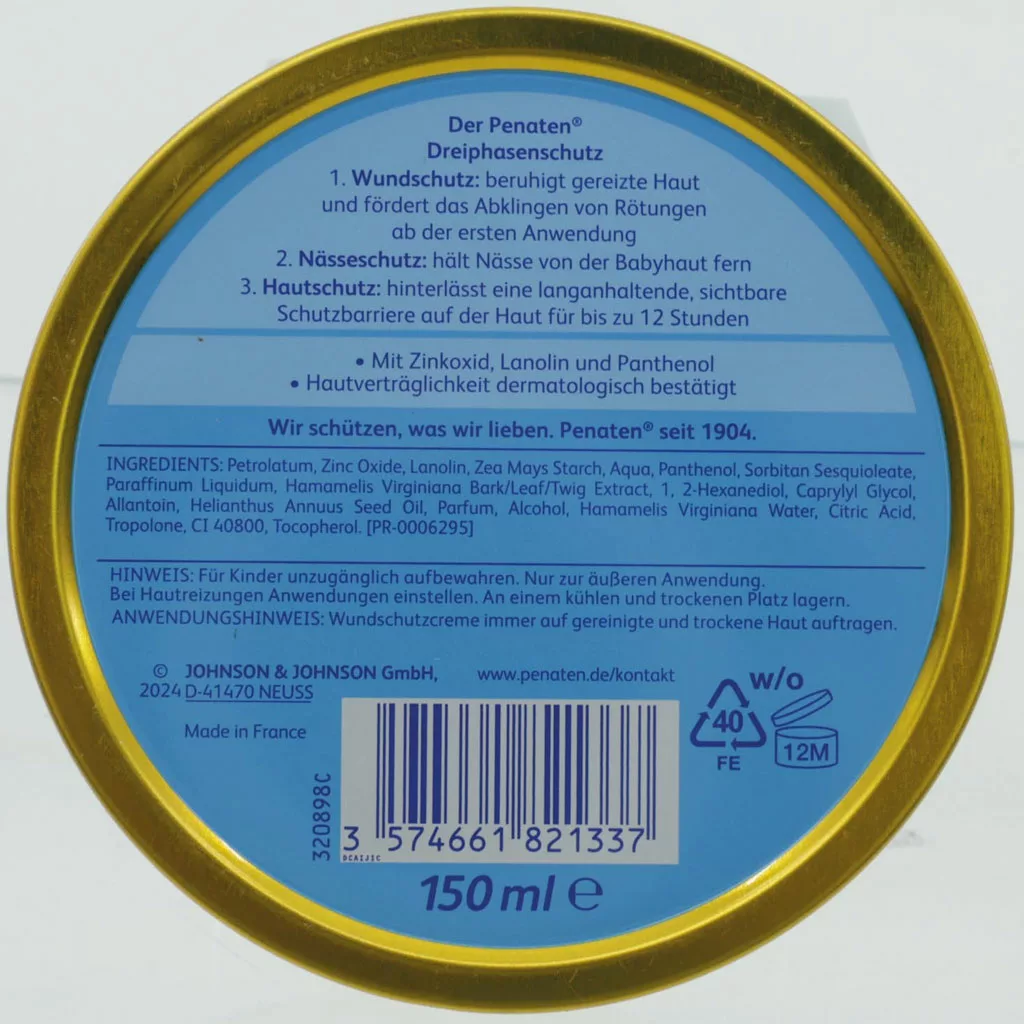 Der Penaten®
Dreiphasenschutz
1. Wundschutz: beruhigt gereizte Haut
und fördert das Abklingen von Rötungen
ab der ersten Anwendung
2. Nässeschutz: hält Nässe von der Babyhaut fern
3. Hautschutz: hinterlässt eine langanhaltende, sichtbare
Schutzbarriere auf der Haut für bis zu 12 Stunden
• Mit Zinkoxid, Lanolin und Panthenol
• Hautverträglichkeit dermatologisch bestätigt
Wir schützen, was wir lieben. Penaten® seit 1904.
INGREDIENTS: Petrolatum, Zinc Oxide, Lanolin, Zea Mays Starch, Aqua, Panthenol, Sorbitan Sesquioleate,
Paraffinum Liquidum, Hamamelis Virginiana Bark/Leaf/Twig Extract, 1, 2-Hexanediol, Caprylyl Glycol,
Allantoin, Helianthus Annuus Seed Oil, Parfum, Alcohol, Hamamelis Virginiana Water, Citric Acid,
Tropolone, CI 40800, Tocopherol. [PR-0006295]
HINWEIS: Für Kinder unzugänglich aufbewahren. Nur zur äußeren Anwendung.
Bei Hautreizungen Anwendungen einstellen. An einem kühlen und trockenen Platz lagern.
ANWENDUNGSHINWEIS: Wundschutzcreme immer auf gereinigte und trockene Haut auftragen.
© JOHNSON & JOHNSON GmbH,
2024 D-41470 NEUSS
www.penaten.de/kontakt
Made in France
w/o
40
FE
12M
320898C
3 574661 821337
DCAIJIC
150 ml ℮